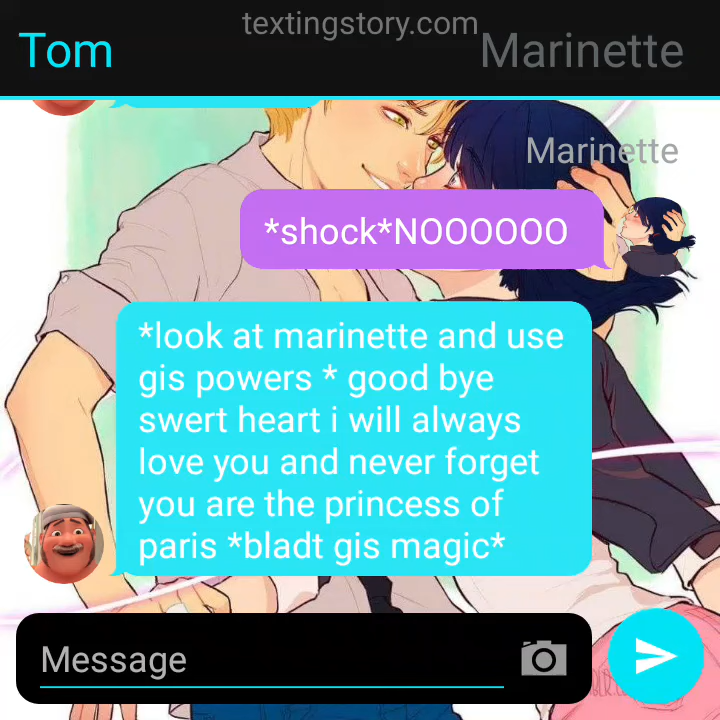 textingstory.com
Tom
Marinette
Marinette
*shock*NOOOOOO
*look at marinette and use
gis powers * good bye
swert heart i will always
love you and never forget
you are the princess of
paris *bladt gis magic*
Message